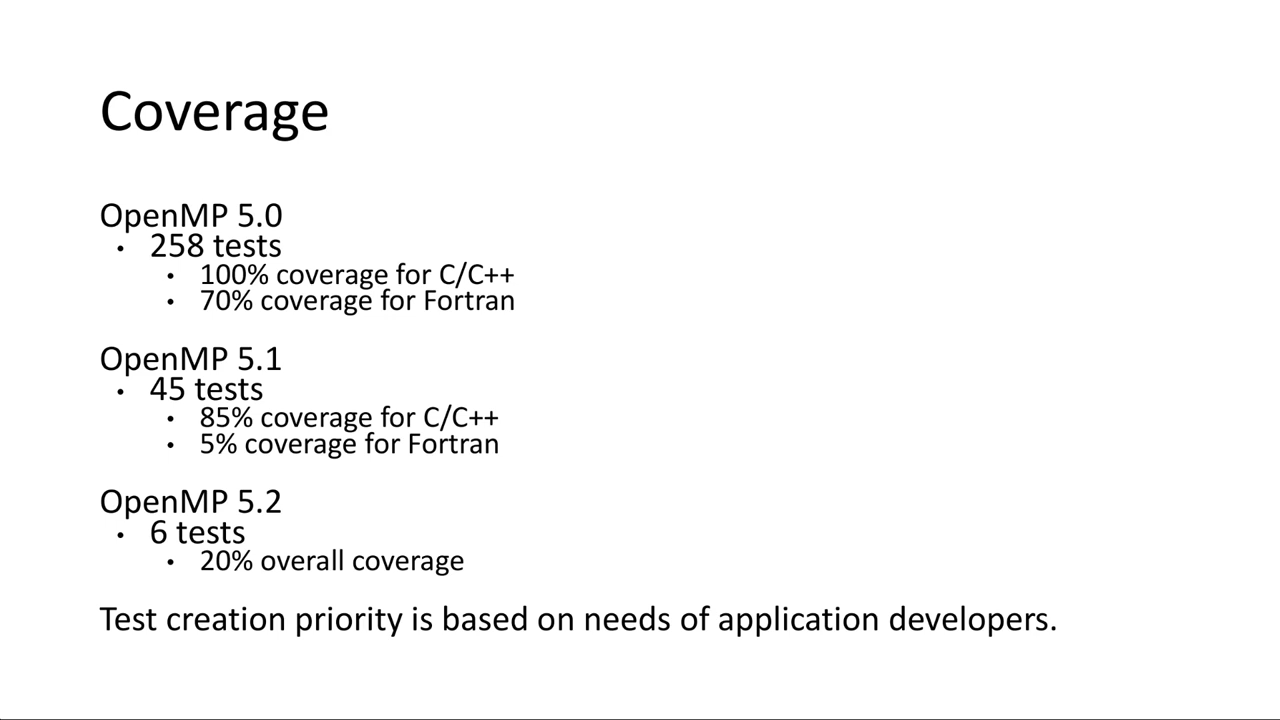 Coverage
OpenMP 5.0
• 258 tests
• 100% coverage for C/C++
• 70% coverage for Fortran
OpenMP 5.1
• 45 tests
• 85% coverage for C/C++
• 5% coverage for Fortran
OpenMP 5.2
• 6 tests
• 20% overall coverage
Test creation priority is based on needs of application developers.